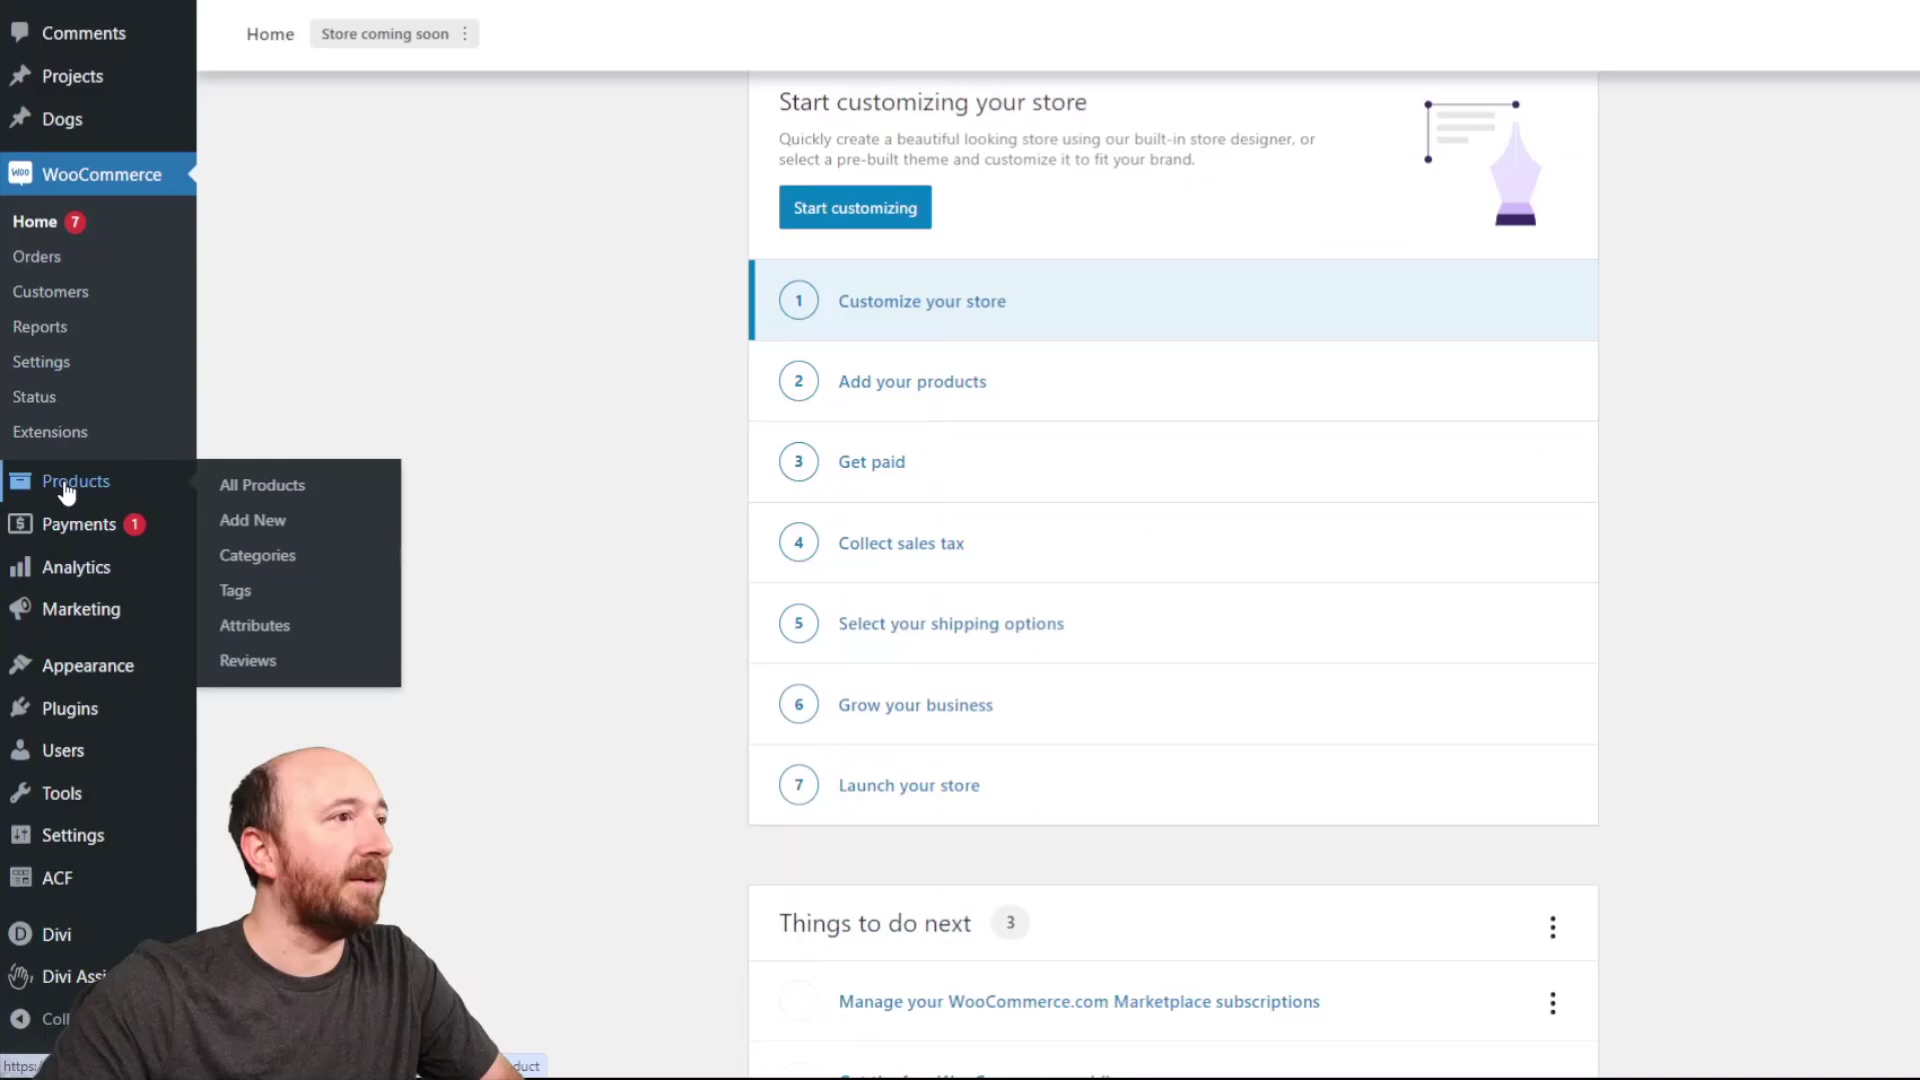 Comments
Projects
Dogs
WOO WooCommerce
Home 7
Orders
Customers
Reports
Settings
Status
Extensions
Products
Payments 1
Analytics
Marketing
Appearance
Plugins
Users
Tools
Settings
ACF
D Divi
Divi Assi
Coll
https:
duct
All Products
Add New
Categories
Tags
Attributes
Reviews
Home Store coming soon
Start customizing your store
Quickly create a beautiful looking store using our built-in store designer, or
select a pre-built theme and customize it to fit your brand.
Start customizing
1 Customize your store
2 Add your products
3 Get paid
4 Collect sales tax
5 Select your shipping options
6 Grow your business
7 Launch your store
Things to do next 3
Manage your WooCommerce.com Marketplace subscriptions